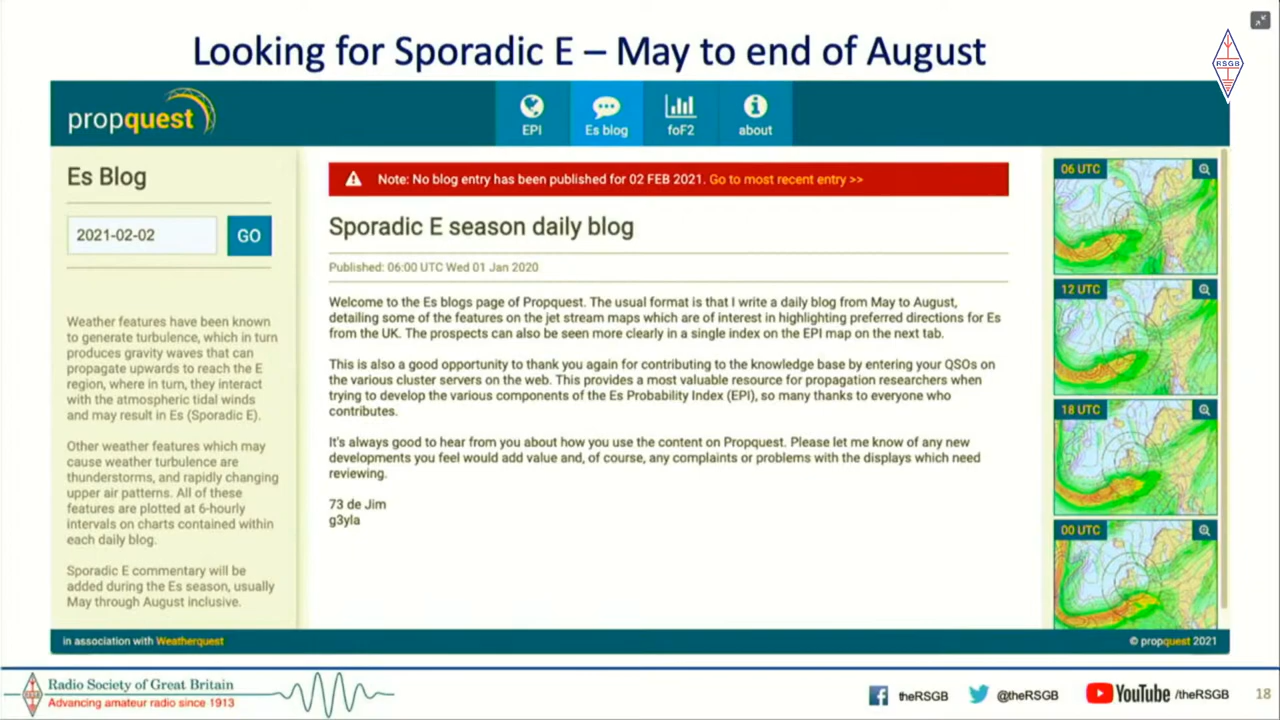 Looking for Sporadic E – May to end of August
RSGB
propquest
EPI
Es blog
foF2
about
Es Blog
2021-02-02
GO
Weather features have been known
to generate turbulence, which in turn
produces gravity waves that can
propagate upwards to reach the E
region, where in turn, they interact
with the atmospheric tidal winds
and may result in Es (Sporadic E).
Other weather features which may
cause weather turbulence are
thunderstorms, and rapidly changing
upper air patterns. All of these
features are plotted at 6-hourly
intervals on charts contained within
each daily blog.
Sporadic E commentary will be
added during the Es season, usually
May through August inclusive.
Note: No blog entry has been published for 02 FEB 2021. Go to most recent entry >>
Sporadic E season daily blog
Published: 06:00 UTC Wed 01 Jan 2020
Welcome to the Es blogs page of Propquest. The usual format is that I write a daily blog from May to August,
detailing some of the features on the jet stream maps which are of interest in highlighting preferred directions for Es
from the UK. The prospects can also be seen more clearly in a single index on the EPI map on the next tab.
This is also a good opportunity to thank you again for contributing to the knowledge base by entering your QSOs on
the various cluster servers on the web. This provides a most valuable resource for propagation researchers when
trying to develop the various components of the Es Probability Index (EPI), so many thanks to everyone who
contributes.
It's always good to hear from you about how you use the content on Propquest. Please let me know of any new
developments you feel would add value and, of course, any complaints or problems with the displays which need
reviewing.
73 de Jim
g3yla
06 UTC
12 UTC
18 UTC
00 UTC
in association with Weatherquest
© propquest 2021
Radio Society of Great Britain
Advancing amateur radio since 1913
theRSGB
@theRSGB
YouTube /theRSGB
18